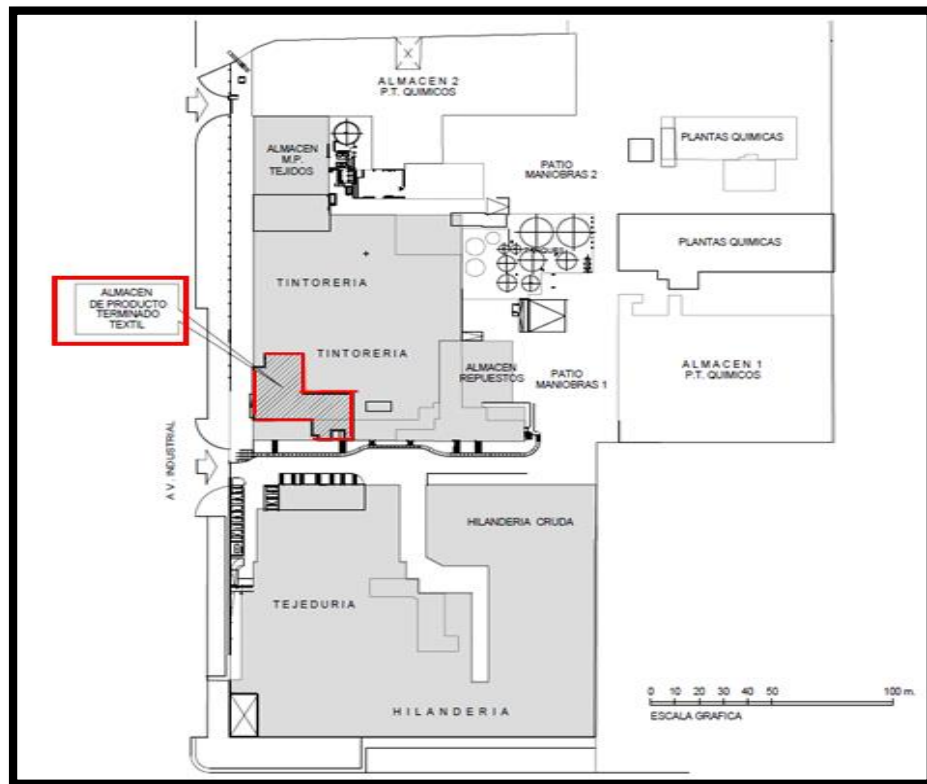 ALMACEN 2
P.T. QUIMICOS
ALMACEN
M.P.
TEJIDOS
PLANTAS QUIMICAS
PATIO
MANIOBRAS 2
PLANTAS QUIMICAS
TINTORERIA
ALMACEN
DE PRODUCTO
TERMINADO
TEXTIL
TINTORERIA
ALMACEN
REPUESTOS
PATIO
MANIOBRAS 1
ALMACEN 1
P.T. QUIMICOS
AV. INDUSTRIAL
HILANDERIA CRUDA
TEJEDURIA
HILANDERIA
0 10 20 30 40 50 100 m.
ESCALA GRAFICA